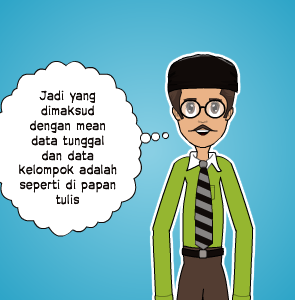 Jadi yang
dimaksud
dengan mean
data tunggal
dan data
kelompok adalah
seperti di papan
tulis